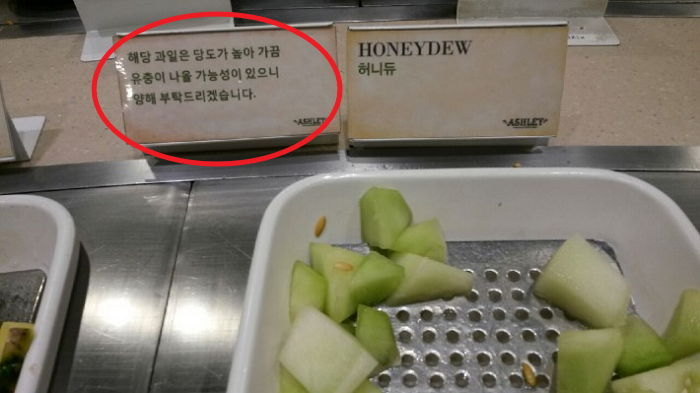 해당 과일은 당도가 높아 가끔
유충이 나올 가능성이 있으니
양해 부탁드리겠습니다.
ASHLEY
HONEYDEW
허니듀
ASHLEY